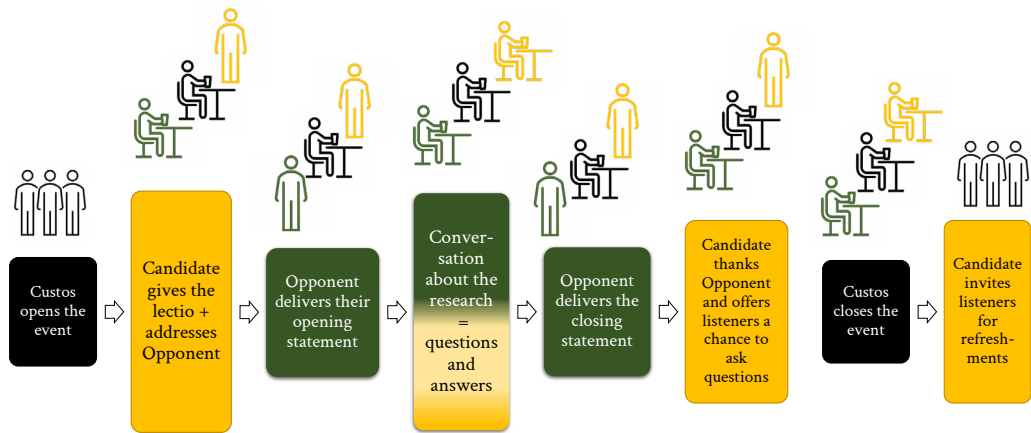 Custos
opens the
event
Candidate
gives the
lectio +
addresses
Opponent
Opponent
delivers their
opening
statement
Conver-
sation
about the
research
=
questions
and
answers
Opponent
delivers the
closing
statement
Candidate
thanks
Opponent
and offers
listeners a
chance to
ask
questions
Custos
closes the
event
Candidate
invites
listeners
for
refresh-
ments